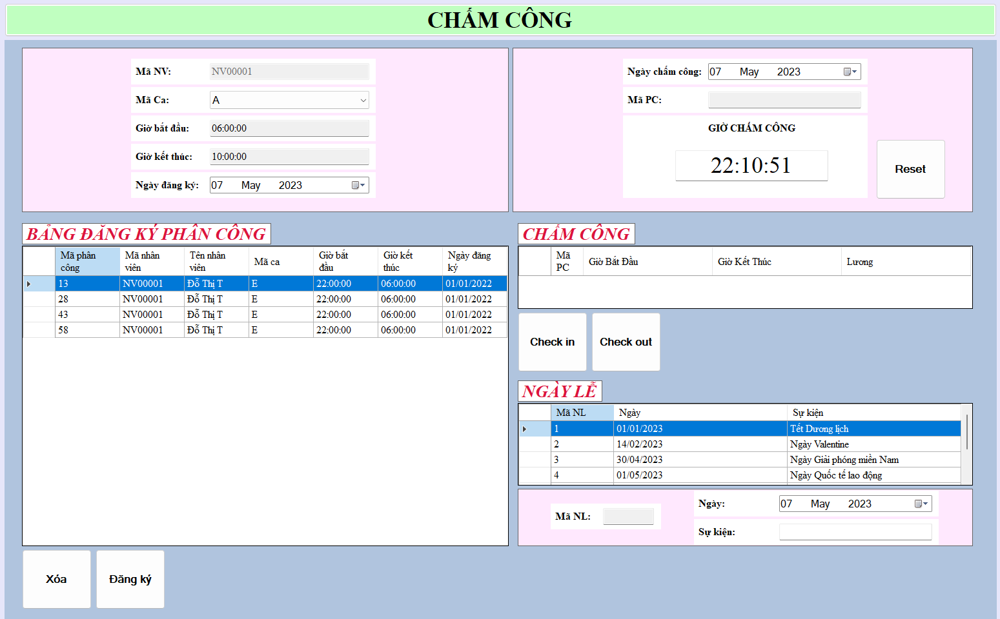 CHẤM CÔNG
Mã NV: NV00001
Mã Ca: A
Giờ bắt đầu: 06:00:00
Giờ kết thúc: 10:00:00
Ngày đăng ký: 07 May 2023
Ngày chấm công: 07 May 2023
Mã PC:
GIỜ CHẤM CÔNG
22:10:51
Reset
BẢNG ĐĂNG KÝ PHÂN CÔNG
Mã phân công Mã nhân viên Tên nhân viên Mã ca Giờ bắt đầu Giờ kết thúc Ngày đăng ký
13 NV00001 Đỗ Thị T E 22:00:00 06:00:00 01/01/2022
28 NV00001 Đỗ Thị T E 22:00:00 06:00:00 01/01/2022
43 NV00001 Đỗ Thị T E 22:00:00 06:00:00 01/01/2022
58 NV00001 Đỗ Thị T E 22:00:00 06:00:00 01/01/2022
Xóa
Đăng ký
CHẤM CÔNG
Mã PC Giờ Bắt Đầu Giờ Kết Thúc Lương
Check in
Check out
NGÀY LỄ
Mã NL Ngày Sự kiện
1 01/01/2023 Tết Dương lịch
2 14/02/2023 Ngày Valentine
3 30/04/2023 Ngày Giải phóng miền Nam
4 01/05/2023 Ngày Quốc tế lao động
Mã NL:
Ngày: 07 May 2023
Sự kiện: